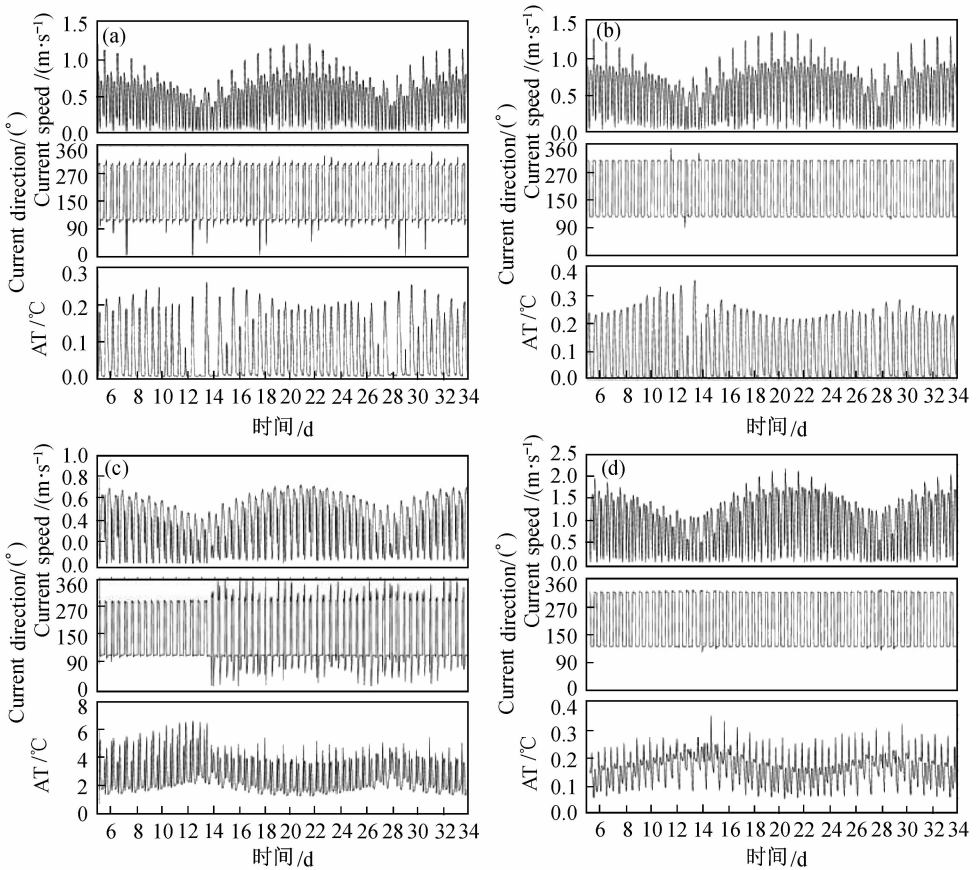 (a)
Current speed /(m·s⁻¹)
1.5
1.0
0.5
0.0
Current direction/(°)
360
270
150
90
0
AT/℃
0.3
0.2
0.1
0.0
6 8 10 12 14 16 18 20 22 24 26 28 32 34
时间/d
(b)
Current speed /(m·s⁻¹)
1.5
1.0
0.5
0.0
Current direction/(°)
360
270
150
90
0
AT/℃
0.4
0.3
0.2
0.1
0.0
6 8 10 12 14 16 18 20 22 24 26 28 32 34
时间/d
(c)
Current speed /(m·s⁻¹)
1.0
0.8
0.6
0.4
0.0
0.0
Current direction/(°)
360
270
150
90
0
AT/℃
8
6
4
2
0
6 8 10 12 14 16 18 20 22 24 26 28 32 34
时间/d
(d)
Current speed /(m·s⁻¹)
2.5
2.0
1.5
1.0
0.5
0.0
Current direction/(°)
360
270
150
90
0
AT/℃
0.4
0.3
0.2
0.1
0.0
6 8 10 12 14 16 18 20 22 24 26 28 32 34
时间/d